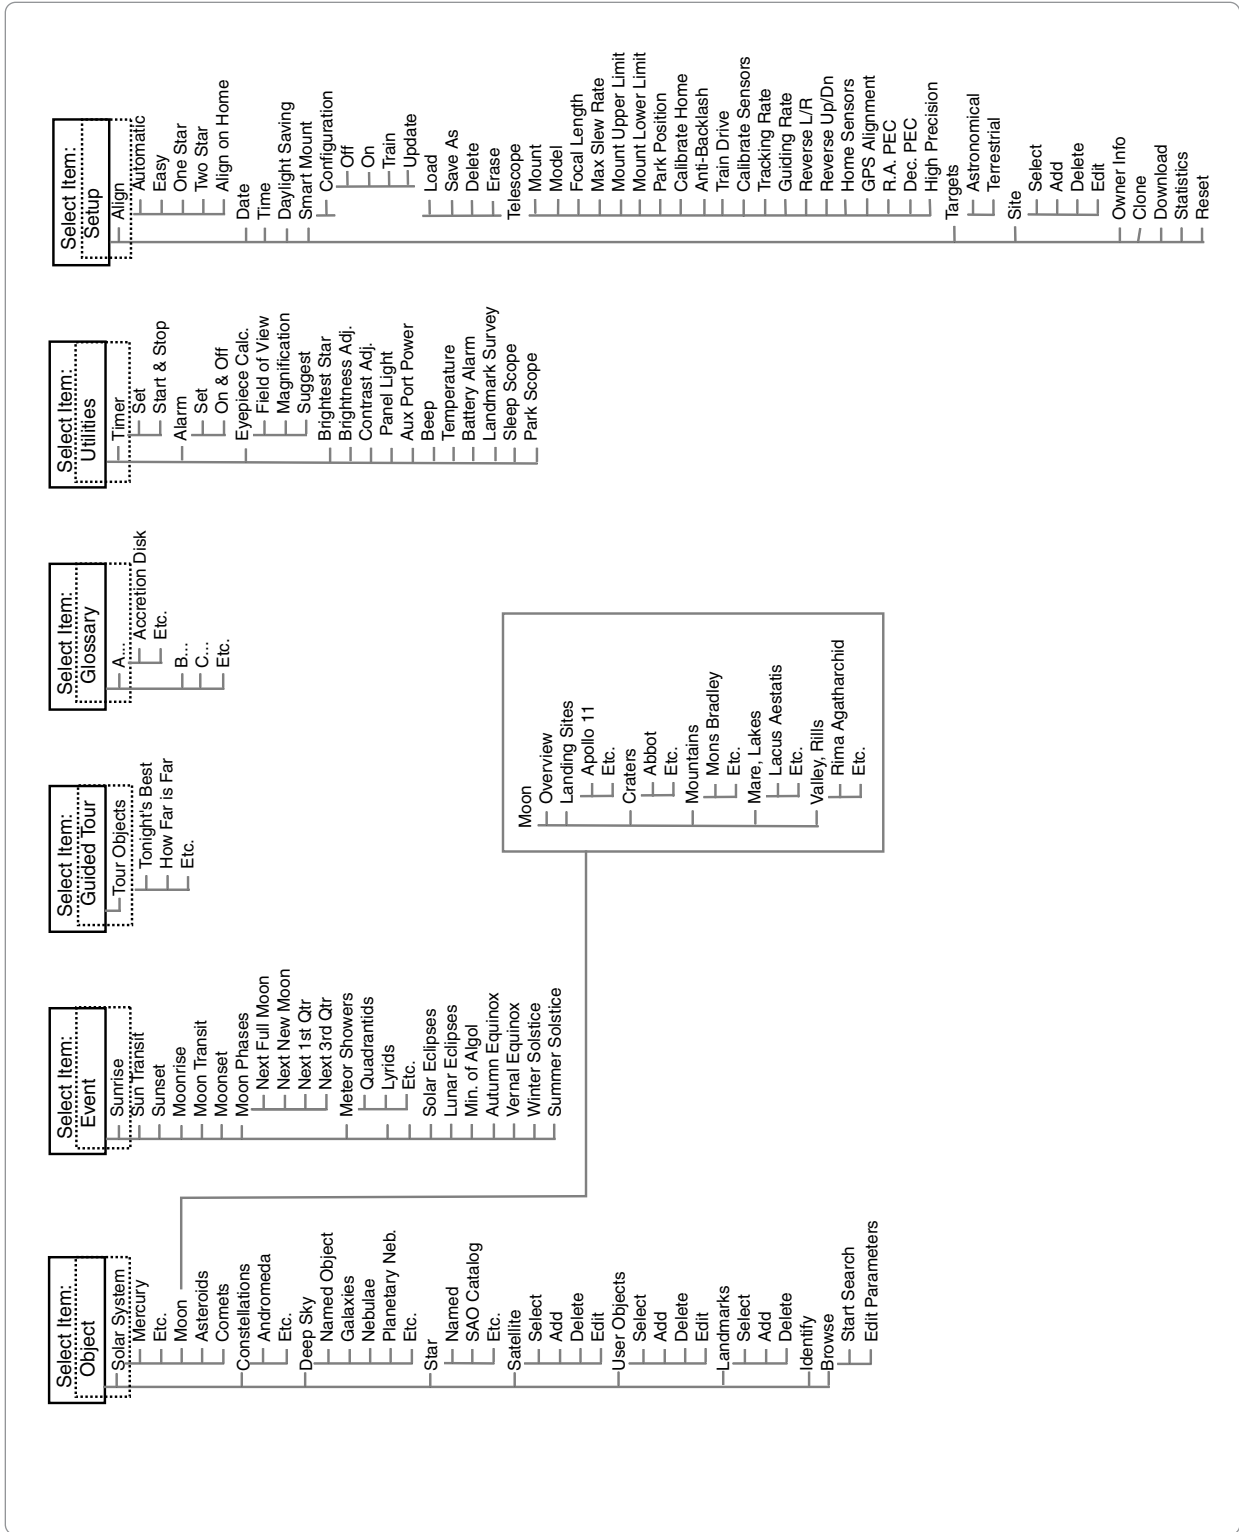 Select Item:
Object
Solar System
Mercury
Etc.
Moon
Asteroids
Comets
Constellations
Andromeda
Etc.
Deep Sky
Named Object
Galaxies
Nebulae
Planetary Neb.
Etc.
Star
Named
SAO Catalog
Etc.
Satellite
Select
Add
Delete
Edit
User Objects
Select
Add
Delete
Edit
Landmarks
Select
Add
Delete
Identify
Browse
Start Search
Edit Parameters
Select Item:
Event
Sunrise
Sun Transit
Sunset
Moonrise
Moon Transit
Moonset
Moon Phases
Next Full Moon
Next New Moon
Next 1st Qtr
Next 3rd Qtr
Meteor Showers
Quadrantids
Lyrids
Etc.
Solar Eclipses
Lunar Eclipses
Min. of Algol
Autumn Equinox
Vernal Equinox
Winter Solstice
Summer Solstice
Select Item:
Guided Tour
Tour Objects
Tonight's Best
How Far is Far
Etc.
Moon
Overview
Landing Sites
Apollo 11
Etc.
Craters
Abbot
Etc.
Mountains
Mons Bradley
Etc.
Mare, Lakes
Lacus Aestatis
Etc.
Valley, Rills
Rima Agatharchid
Etc.
Select Item:
Glossary
A...
Accretion Disk
Etc.
B...
C...
Etc.
Select Item:
Utilities
Timer
Set
Start & Stop
Alarm
Set
On & Off
Eyepiece Calc.
Field of View
Magnification
Suggest
Brightest Star
Brightness Adj.
Contrast Adj.
Panel Light
Aux Port Power
Beep
Temperature
Battery Alarm
Landmark Survey
Sleep Scope
Park Scope
Select Item:
Setup
Align
Automatic
Easy
One Star
Two Star
Align on Home
Date
Time
Daylight Saving
Smart Mount
Configuration
Off
On
Train
Update
Load
Save As
Delete
Erase
Telescope
Mount
Model
Focal Length
Max Slew Rate
Mount Upper Limit
Mount Lower Limit
Park Position
Calibrate Home
Anti-Backlash
Train Drive
Calibrate Sensors
Tracking Rate
Guiding Rate
Reverse L/R
Reverse Up/Dn
Home Sensors
GPS Alignment
R.A. PEC
Dec. PEC
High Precision
Targets
Astronomical
Terrestrial
Site
Select
Add
Delete
Edit
Owner Info
Clone
Download
Statistics
Reset